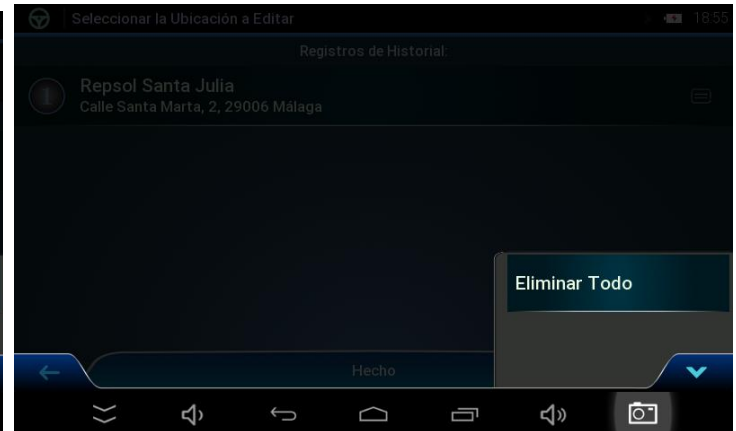 Seleccionar la Ubicación a Editar
18:55
Registros de Historial:
1
Repsol Santa Julia
Calle Santa Marta, 2, 29006 Málaga
Eliminar Todo
Hecho